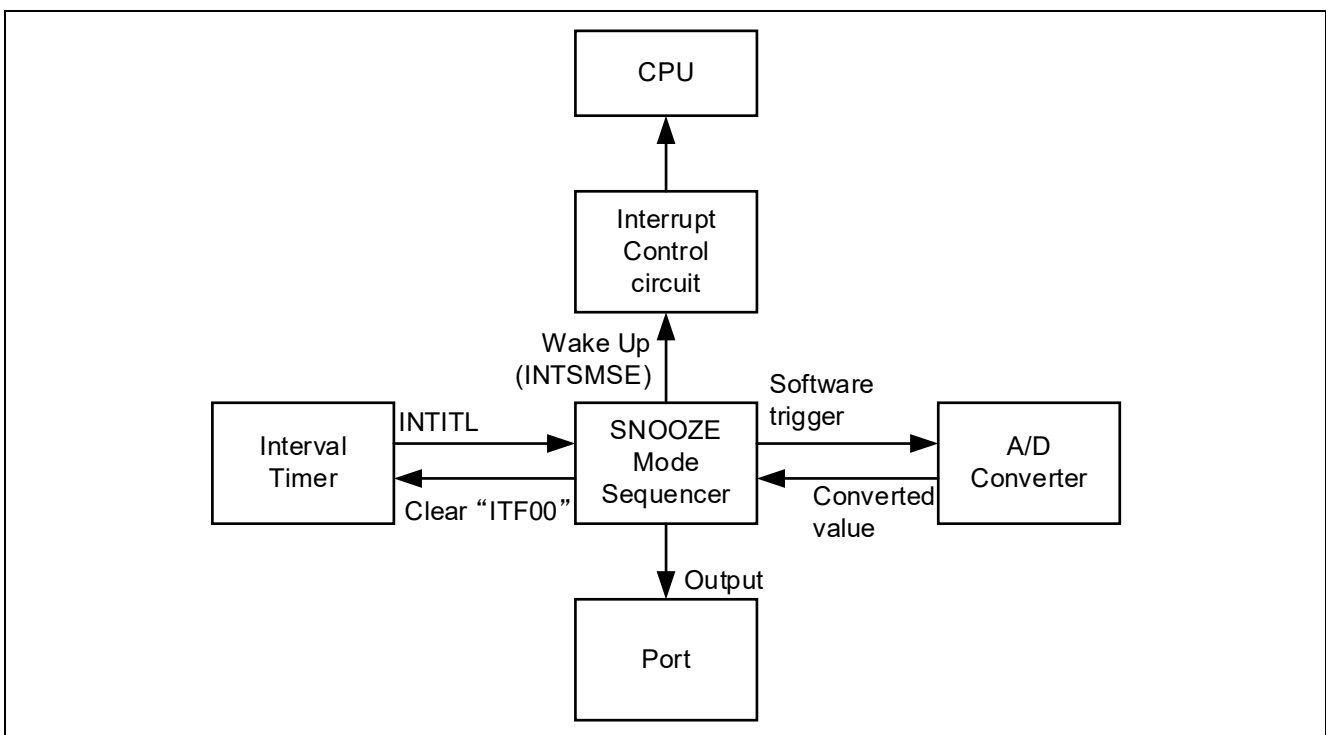 CPU
Interrupt
Control
circuit
Wake Up
(INTSMSE)
Software
trigger
Interval
Timer
INTITL
Clear “ITF00”
SNOOZE
Mode
Sequencer
Converted
value
A/D
Converter
Output
Port